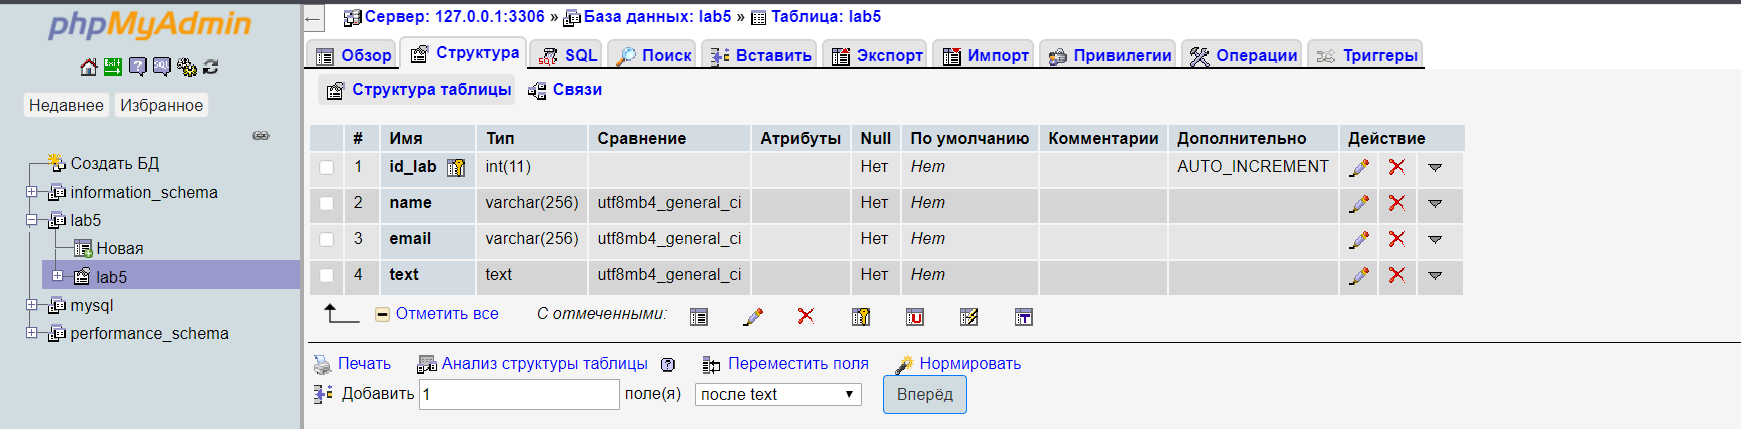 phpMyAdmin
Недавнее Избранное
Создать БД
information_schema
lab5
Новая
lab5
mysql
performance_schema
Сервер: 127.0.0.1:3306 » База данных: lab5 » Таблица: lab5
Обзор Структура SQL Поиск Вставить Экспорт Импорт Привилегии Операции Триггеры
Структура таблицы Связи
# Имя Тип Сравнение Атрибуты Null По умолчанию Комментарии Дополнительно Действие
1 id_lab int(11) Нет Нет AUTO_INCREMENT
2 name varchar(256) utf8mb4_general_ci Нет Нет
3 email varchar(256) utf8mb4_general_ci Нет Нет
4 text text utf8mb4_general_ci Нет Нет
Отметить все С отмеченными:
Печать Анализ структуры таблицы Переместить поля Нормировать
Добавить 1 поле(я) после text Вперёд